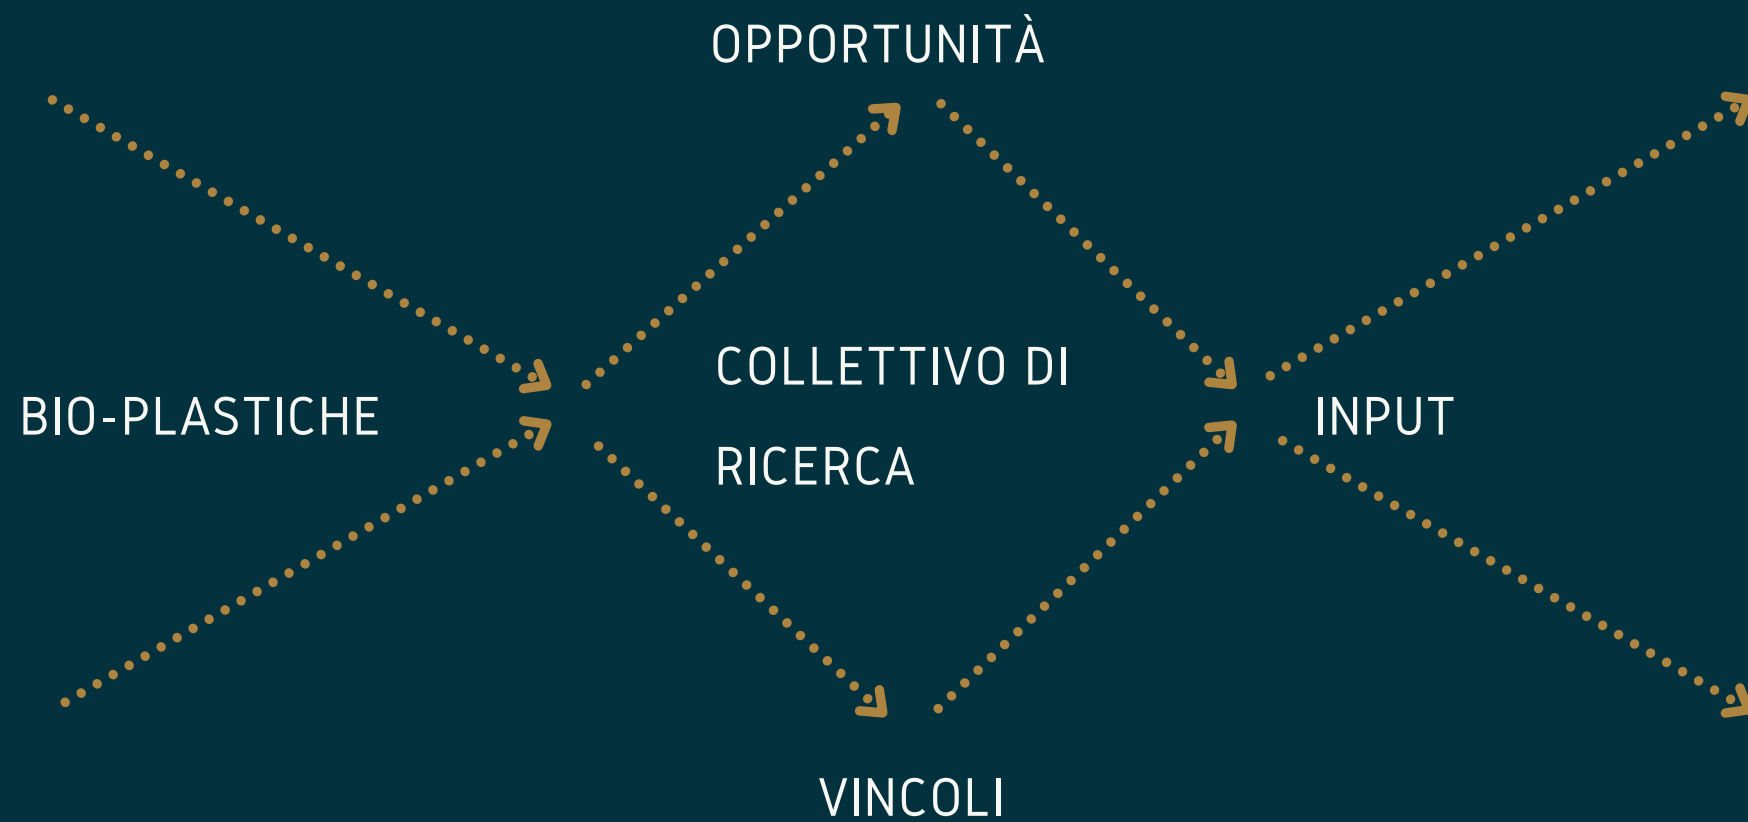 OPPORTUNITÀ
BIO-PLASTICHE
COLLETTIVO DI
RICERCA
INPUT
VINCOLI